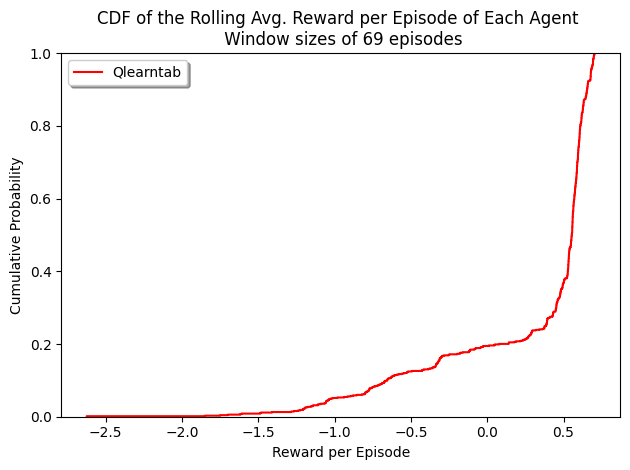 CDF of the Rolling Avg. Reward per Episode of Each Agent
Window sizes of 69 episodes
Qlearntab
Cumulative Probability
1.0
0.8
0.6
0.4
0.2
0.0
−2.5 −2.0 −1.5 −1.0 −0.5 0.0 0.5
Reward per Episode